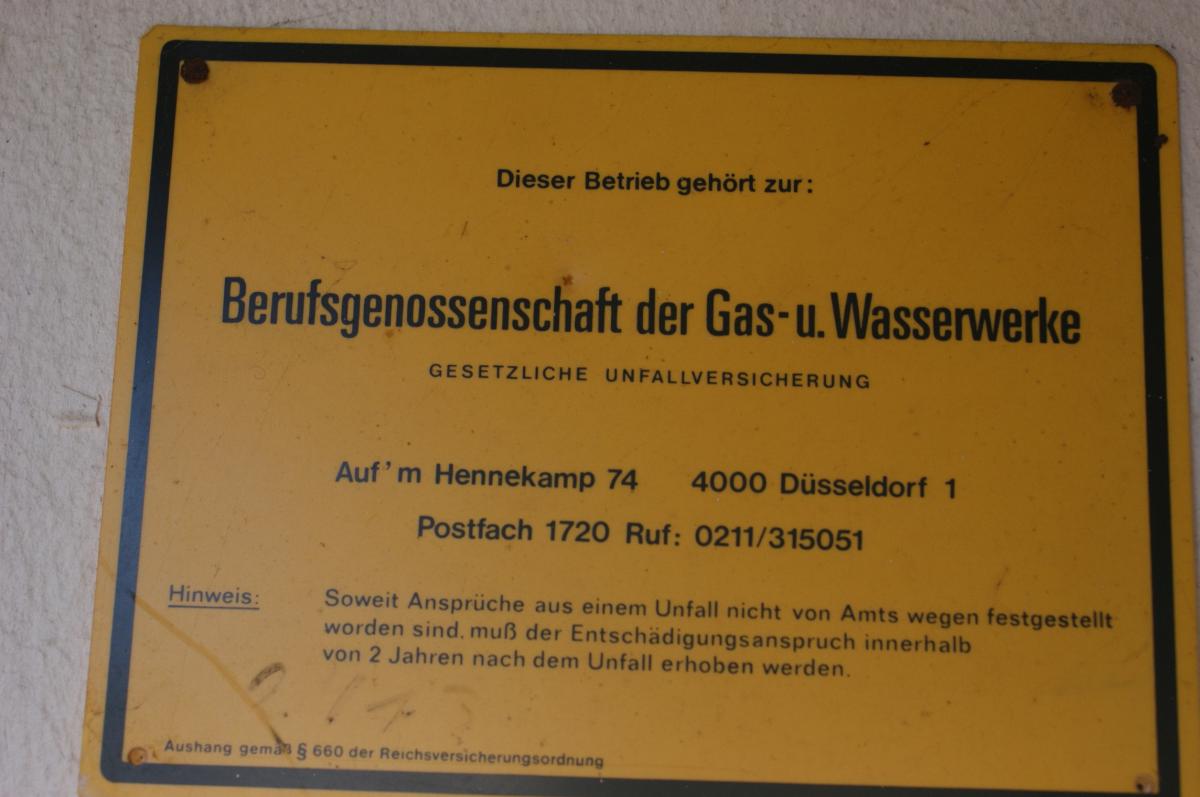 Dieser Betrieb gehört zur:
Berufsgenossenschaft der Gas- u. Wasserwerke
GESETZLICHE UNFALLVERSICHERUNG
Auf'm Hennekamp 74 4000 Düsseldorf 1
Postfach 1720 Ruf: 0211/315051
Hinweis: Soweit Ansprüche aus einem Unfall nicht von Amts wegen festgestellt
worden sind, muß der Entschädigungsanspruch innerhalb
von 2 Jahren nach dem Unfall erhoben werden.
Aushang gemäß § 660 der Reichsversicherungsordnung